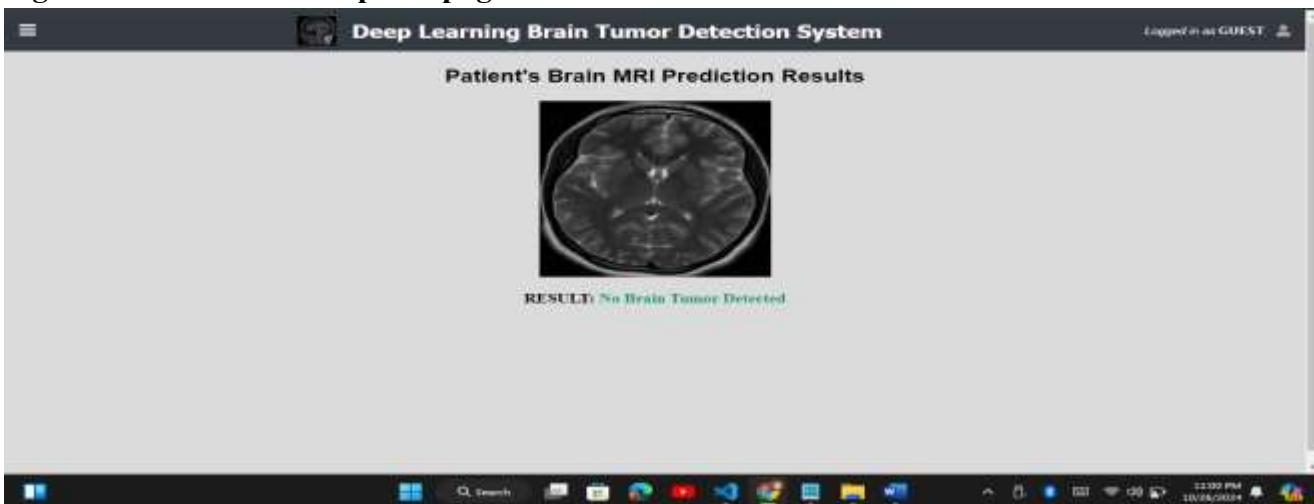 Deep Learning Brain Tumor Detection System
Logged in as GUEST
Patient's Brain MRI Prediction Results
RESULT: No Brain Tumor Detected
Search